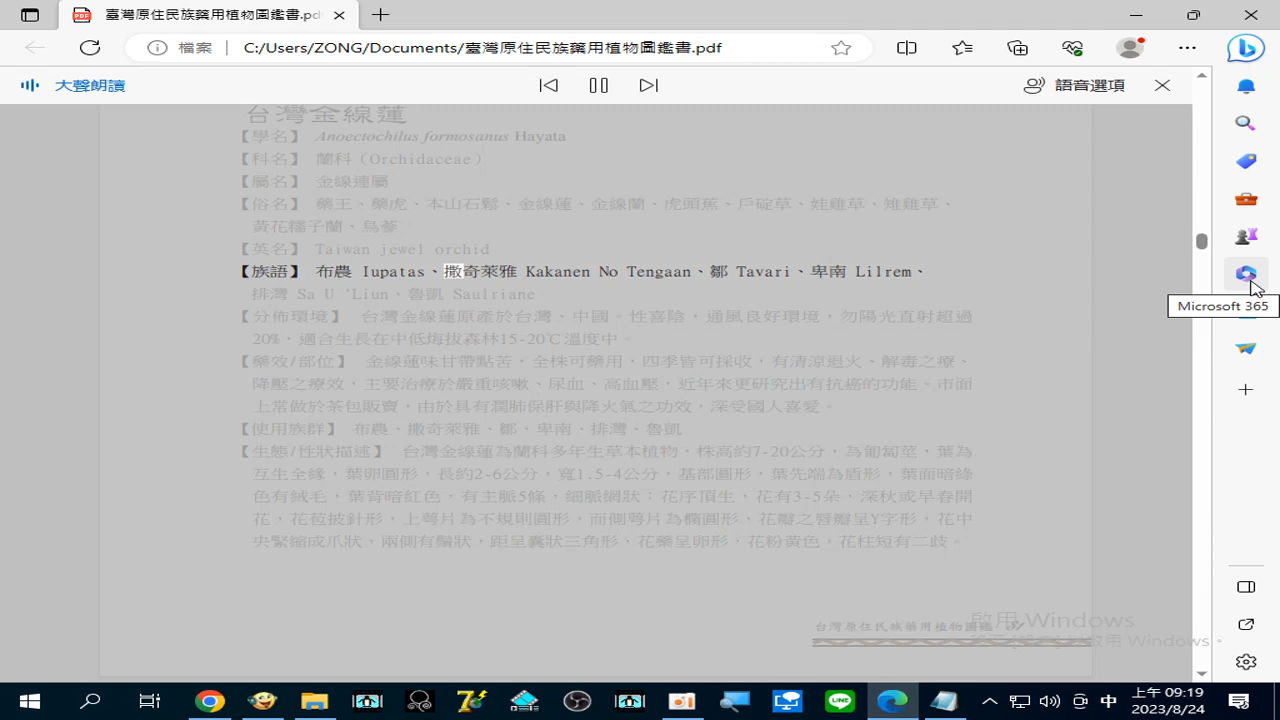 臺灣原住民族藥用植物圖鑑書.pd
檔案 C:/Users/ZONG/Documents/臺灣原住民族藥用植物圖鑑書.pdf
大聲朗讀
語音選項
台灣金線蓮
【學名】 Anoectochilus formosanus Hayata
【科名】 蘭科（Orchidaceae）
【屬名】 金線蓮屬
【俗名】 藥王、藥虎、本山石鬆、金線蓮、金線蘭、虎頭蕉、戶碇草、娃雞草、雉雞草、
黃花糯子蘭、烏蔘
【英名】 Taiwan jewel orchid
【族語】 布農 Iupatas、撒奇萊雅 Kakanen No Tengaan、鄒 Tavari、卑南 Lilrem、
排灣 Sa U 'Liun、魯凱 Saulriane
【分佈環境】 台灣金線蓮原產於台灣、中國。性喜陰，通風良好環境，勿陽光直射超過
20%，適合生長在中低海拔森林15-20℃溫度中。
【藥效/部位】 金線蓮味甘帶點苦，全株可藥用，四季皆可採收，有清涼退火、解毒之療、
降壓之療效，主要治療於嚴重咳嗽、尿血、高血壓，近年來更研究出有抗癌的功能。市面
上常做於茶包販賣，由於具有潤肺保肝與降火氣之功效，深受國人喜愛。
【使用族群】 布農、撒奇萊雅、鄒、卑南、排灣、魯凱
【生態/性狀描述】 台灣金線蓮為蘭科多年生草本植物，株高約7-20公分，為葡萄莖，葉為
互生全緣，葉卵圓形，長約2-6公分，寬1.5-4公分，基部圓形，葉先端為盾形，葉面暗綠
色有絨毛，葉背暗紅色，有主脈5條，細脈網狀：花序頂生，花有3-5朵，深秋或早春開
花，花苞披針形，上萼片為不規則圓形，而側萼片為橢圓形，花瓣之唇瓣呈Y字形，花中
央緊縮成爪狀，兩側有鬚狀，距呈囊狀三角形、花藥呈卵形，花粉黃色，花柱短有二歧。
台灣原住民族藥用植物圖鑑
啟用 Windows
啟用 Windows。
Microsoft 365
LINE
中
上午 09:19
2023/8/24